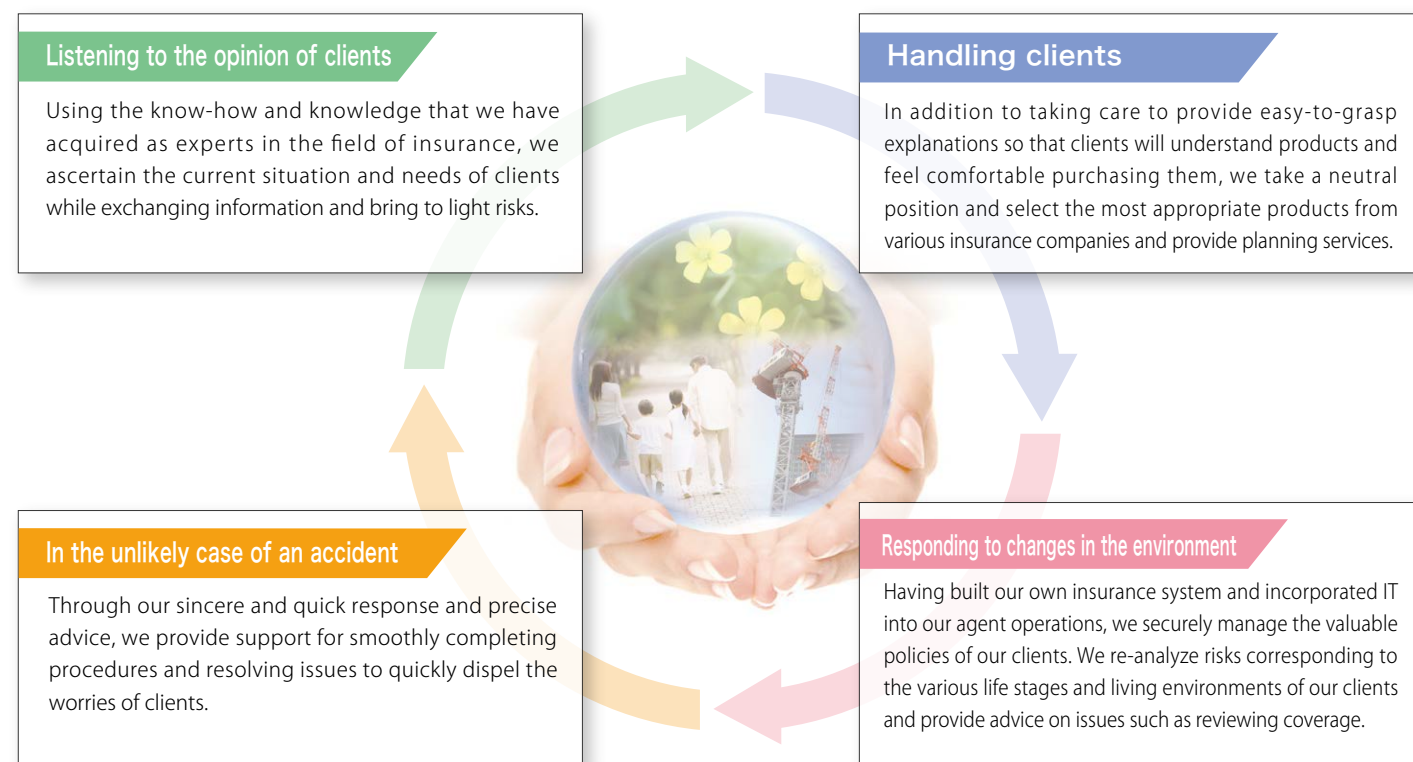 Listening to the opinion of clients
Using the know-how and knowledge that we have
acquired as experts in the field of insurance, we
ascertain the current situation and needs of clients
while exchanging information and bring to light risks.
Handling clients
In addition to taking care to provide easy-to-grasp
explanations so that clients will understand products and
feel comfortable purchasing them, we take a neutral
position and select the most appropriate products from
various insurance companies and provide planning services.
In the unlikely case of an accident
Through our sincere and quick response and precise
advice, we provide support for smoothly completing
procedures and resolving issues to quickly dispel the
worries of clients.
Responding to changes in the environment
Having built our own insurance system and incorporated IT
into our agent operations, we securely manage the valuable
policies of our clients. We re-analyze risks corresponding to
the various life stages and living environments of our clients
and provide advice on issues such as reviewing coverage.